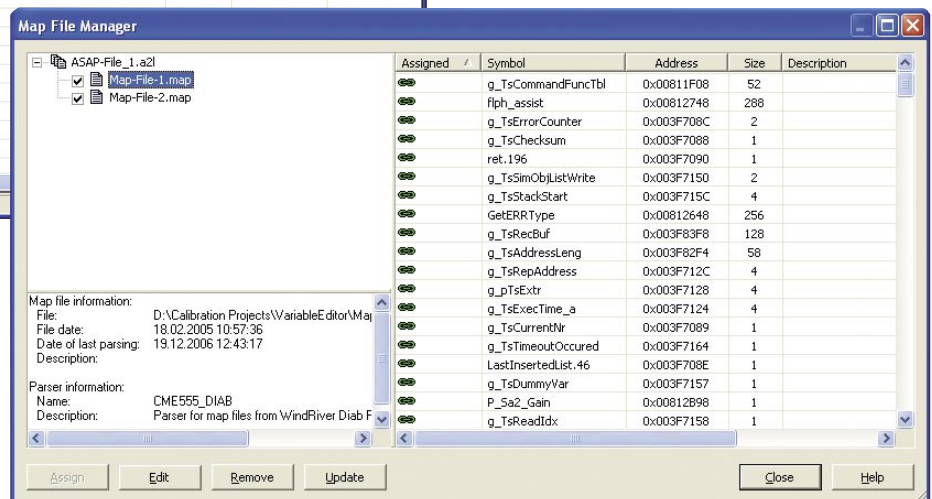 Map File Manager
ASAP-File_1.a2l
Map-File-1.map
Map-File-2.map
Map file information:
File: D:\Calibration Projects\VariableEditor\Ma
File date: 18.02.2005 10:57:36
Date of last parsing: 19.12.2006 12:43:17
Description:
Parser information:
Name: CME555_DIAB
Description: Parser for map files from WindRiver Diab
Assigned Symbol Address Size Description
g_TsCommandFuncTbl 0x00811F08 52
flph_assist 0x00812748 288
g_TsErrorCounter 0x003F708C 2
g_TsChecksum 0x003F7088 1
ret.196 0x003F7090 1
g_TsSimObjListWrite 0x003F7150 2
g_TsStackStart 0x003F715C 4
GetERRType 0x00812648 256
g_TsRecBuf 0x003F83F8 128
g_TsAddressLeng 0x003F82F4 58
g_TsRepAddress 0x003F712C 4
g_pTsExtr 0x003F7128 4
g_TsExecTime_a 0x003F7124 4
g_TsCurrentNr 0x003F7089 1
g_TsTimeoutOccured 0x003F7164 1
LastInsertedList.46 0x003F708E 1
g_TsDummyVar 0x003F7157 1
P_Sa2_Gain 0x00812B98 1
g_TsReadIdx 0x003F7158 1
Assign Edit Remove Update Close Help